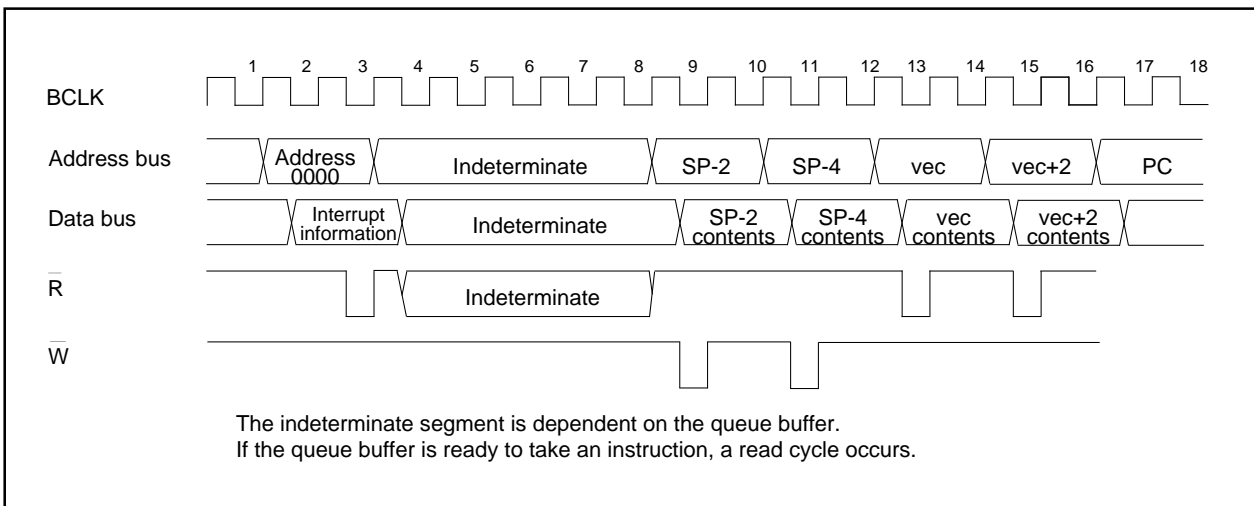 1 2 3 4 5 6 7 8 9 10 11 12 13 14 15 16 17 18
BCLK
Address bus
Address
0000
Indeterminate
SP-2
SP-4
vec
vec+2
PC
Data bus
Interrupt
information
Indeterminate
SP-2
contents
SP-4
contents
vec
contents
vec+2
contents
R
Indeterminate
W
The indeterminate segment is dependent on the queue buffer.
If the queue buffer is ready to take an instruction, a read cycle occurs.